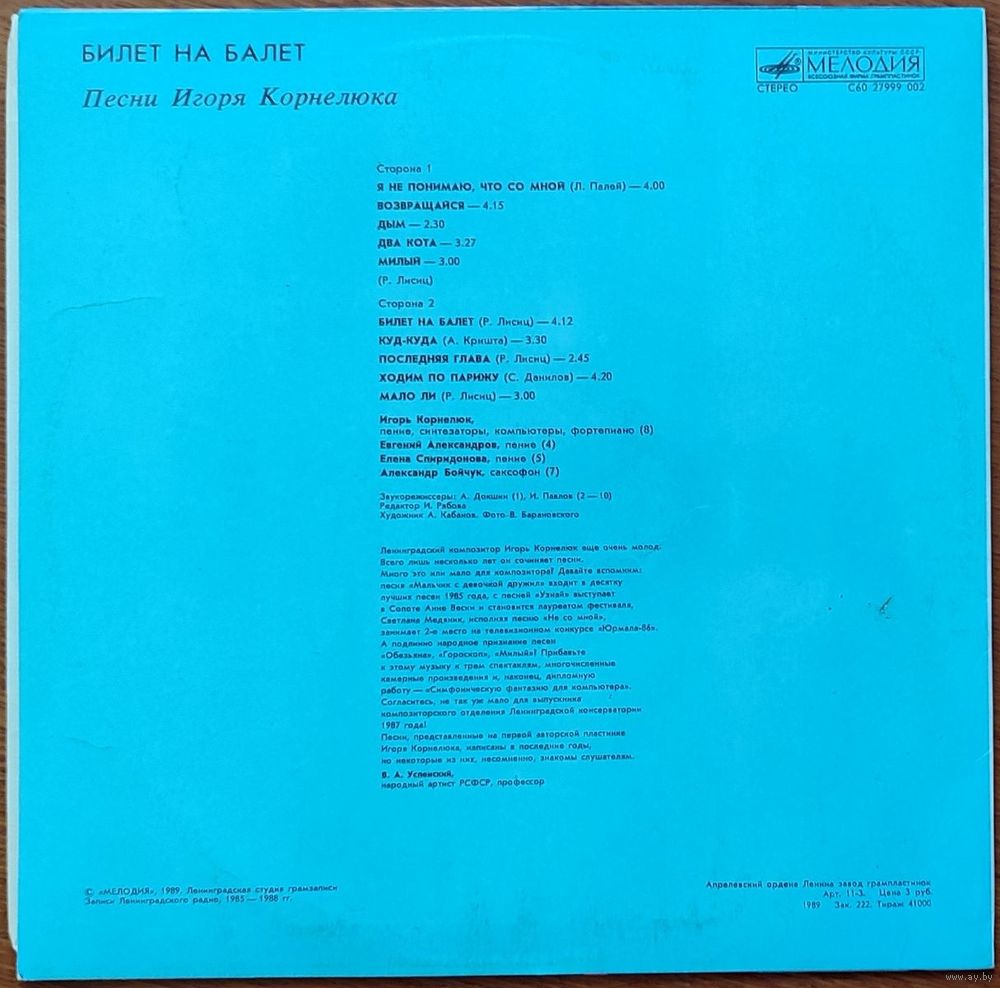 БИЛЕТ НА БАЛЕТ
Песни Игоря Корнелюка
МИНИСТЕРСТВО КУЛЬТУРЫ СССР
МЕЛОДИЯ
ВСЕСОЮЗНАЯ ФИРМА ГРАМПЛАСТИНОК
СТЕРЕО С60 27999 002
Сторона 1
Я НЕ ПОНИМАЮ, ЧТО СО МНОЙ (Л. Палей) — 4.00
ВОЗВРАЩАЙСЯ — 4.15
ДЫМ — 2.30
ДВА КОТА — 3.27
МИЛЫЙ — 3.00
(Р. Лисиц)
Сторона 2
БИЛЕТ НА БАЛЕТ (Р. Лисиц) — 4.12
КУД-КУДА (А. Кришта) — 3.30
ПОСЛЕДНЯЯ ГЛАВА (Р. Лисиц) — 2.45
ХОДИМ ПО ПАРИЖУ (С. Данилов) — 4.20
МАЛО ЛИ (Р. Лисиц) — 3.00
Игорь Корнелюк,
пение, синтезаторы, компьютеры, фортепиано (8)
Евгений Александров, пение (4)
Елена Спиридонова, пение (5)
Александр Бойчук, саксофон (7)
Звукорежиссеры: А. Докшин (1), И. Павлов (2 — 10)
Редактор И. Рябова
Художник А. Кабанов. Фото В. Барановского
Ленинградский композитор Игорь Корнелюк еще очень молод.
Всего лишь несколько лет он сочиняет песни.
Много это или мало для композитора? Давайте вспомним:
песня «Мальчик с девочкой дружил» входит в десятку
лучших песен 1985 года, с песней «Узнай» выступает
в Сопоте Анне Вески и становится лауреатом фестиваля,
Светлана Медяник, исполняя песню «Не со мной»,
занимает 2-е место на телевизионном конкурсе «Юрмала-86».
А подлинно народное признание песен
«Обезьяна», «Гороскоп», «Милый»! Прибавьте
к этому музыку к трем спектаклям, многочисленные
камерные произведения и, наконец, дипломную
работу — «Симфоническую фантазию для компьютера».
Согласитесь, не так уж мало для выпускника
композиторского отделения Ленинградской консерватории
1987 года!
Песни, представленные на первой авторской пластинке
Игоря Корнелюка, написаны в последние годы,
но некоторые из них, несомненно, знакомы слушателям.
В. А. Успенский,
народный артист РСФСР, профессор
© «МЕЛОДИЯ», 1989. Ленинградская студия грамзаписи
Записи Ленинградского радио, 1985 — 1988 гг.
Апрелевский ордена Ленина завод грампластинок
Арт. 11-3. Цена 3 руб.
1989 Зак. 222. Тираж 41000
www.ay.by